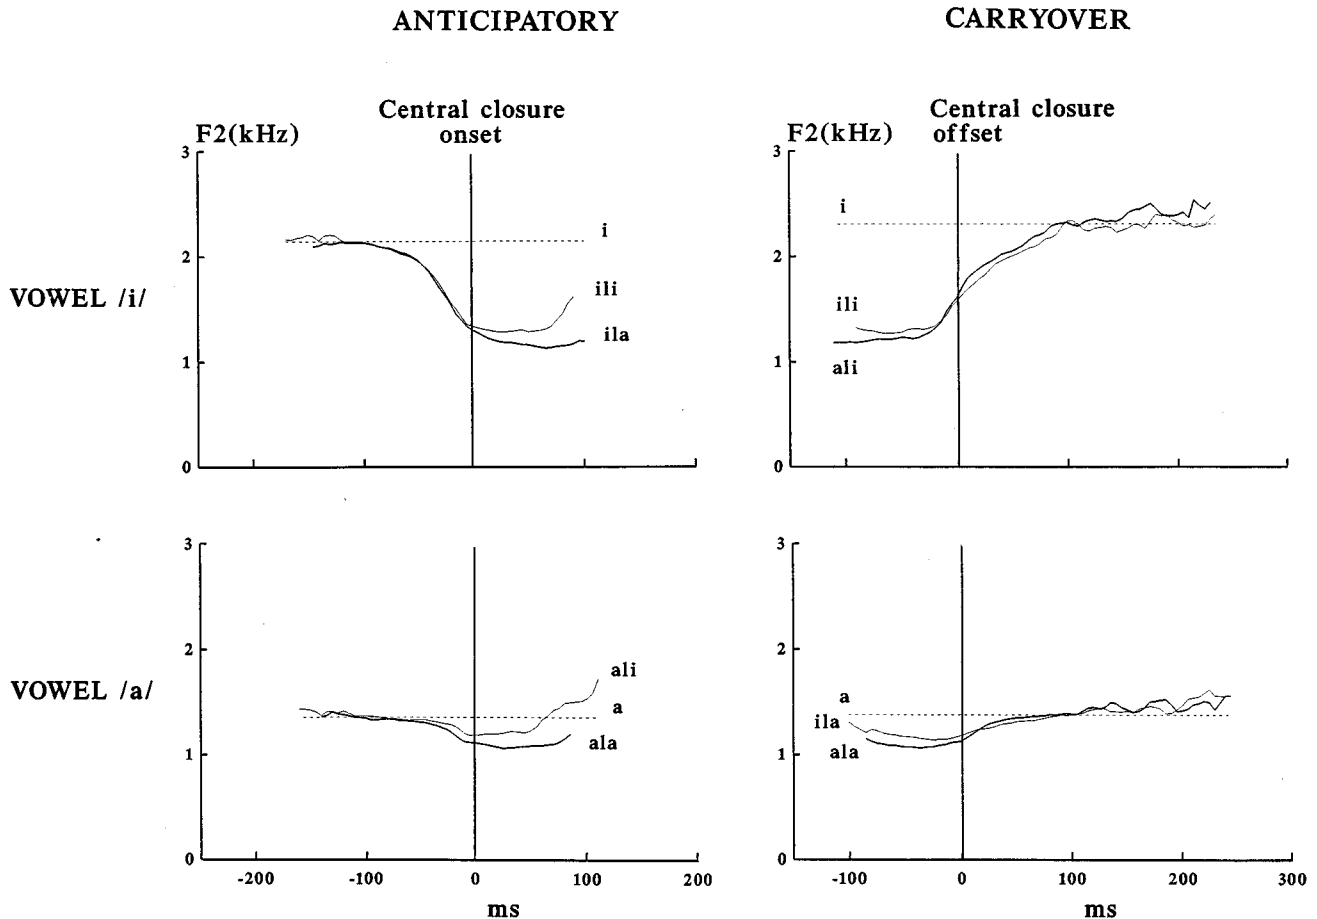 ANTICIPATORY
CARRYOVER
Central closure
onset
F2(kHz)
3
2
1
0
i
ili
ila
VOWEL /i/
Central closure
offset
F2(kHz)
3
2
1
0
i
ili
ali
VOWEL /a/
3
2
1
0
ali
a
ala
-200
-100
0
100
200
ms
3
2
1
0
a
ila
ala
-100
0
100
200
300
ms